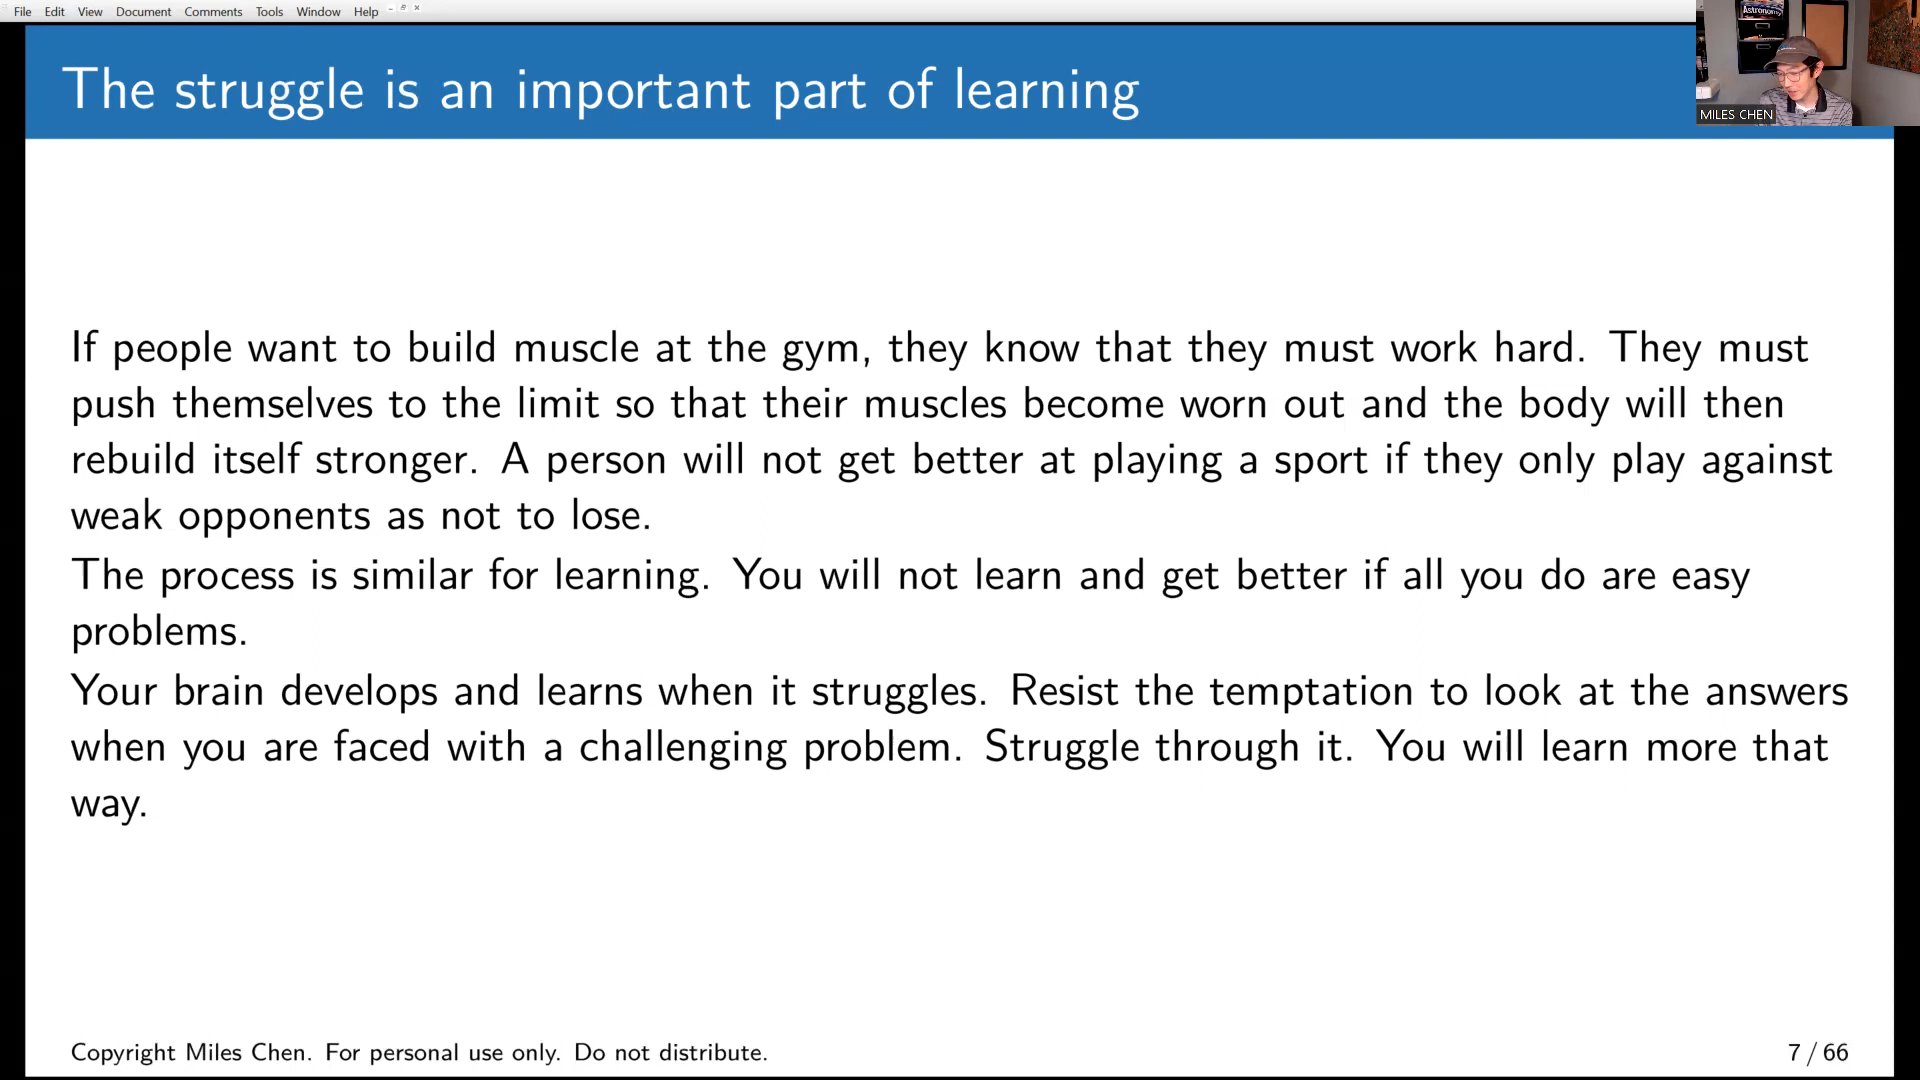 File Edit View Document Comments Tools Window Help
Astronomy
The struggle is an important part of learning
MILES CHEN
If people want to build muscle at the gym, they know that they must work hard. They must
push themselves to the limit so that their muscles become worn out and the body will then
rebuild itself stronger. A person will not get better at playing a sport if they only play against
weak opponents as not to lose.
The process is similar for learning. You will not learn and get better if all you do are easy
problems.
Your brain develops and learns when it struggles. Resist the temptation to look at the answers
when you are faced with a challenging problem. Struggle through it. You will learn more that
way.
Copyright Miles Chen. For personal use only. Do not distribute.
7 / 66